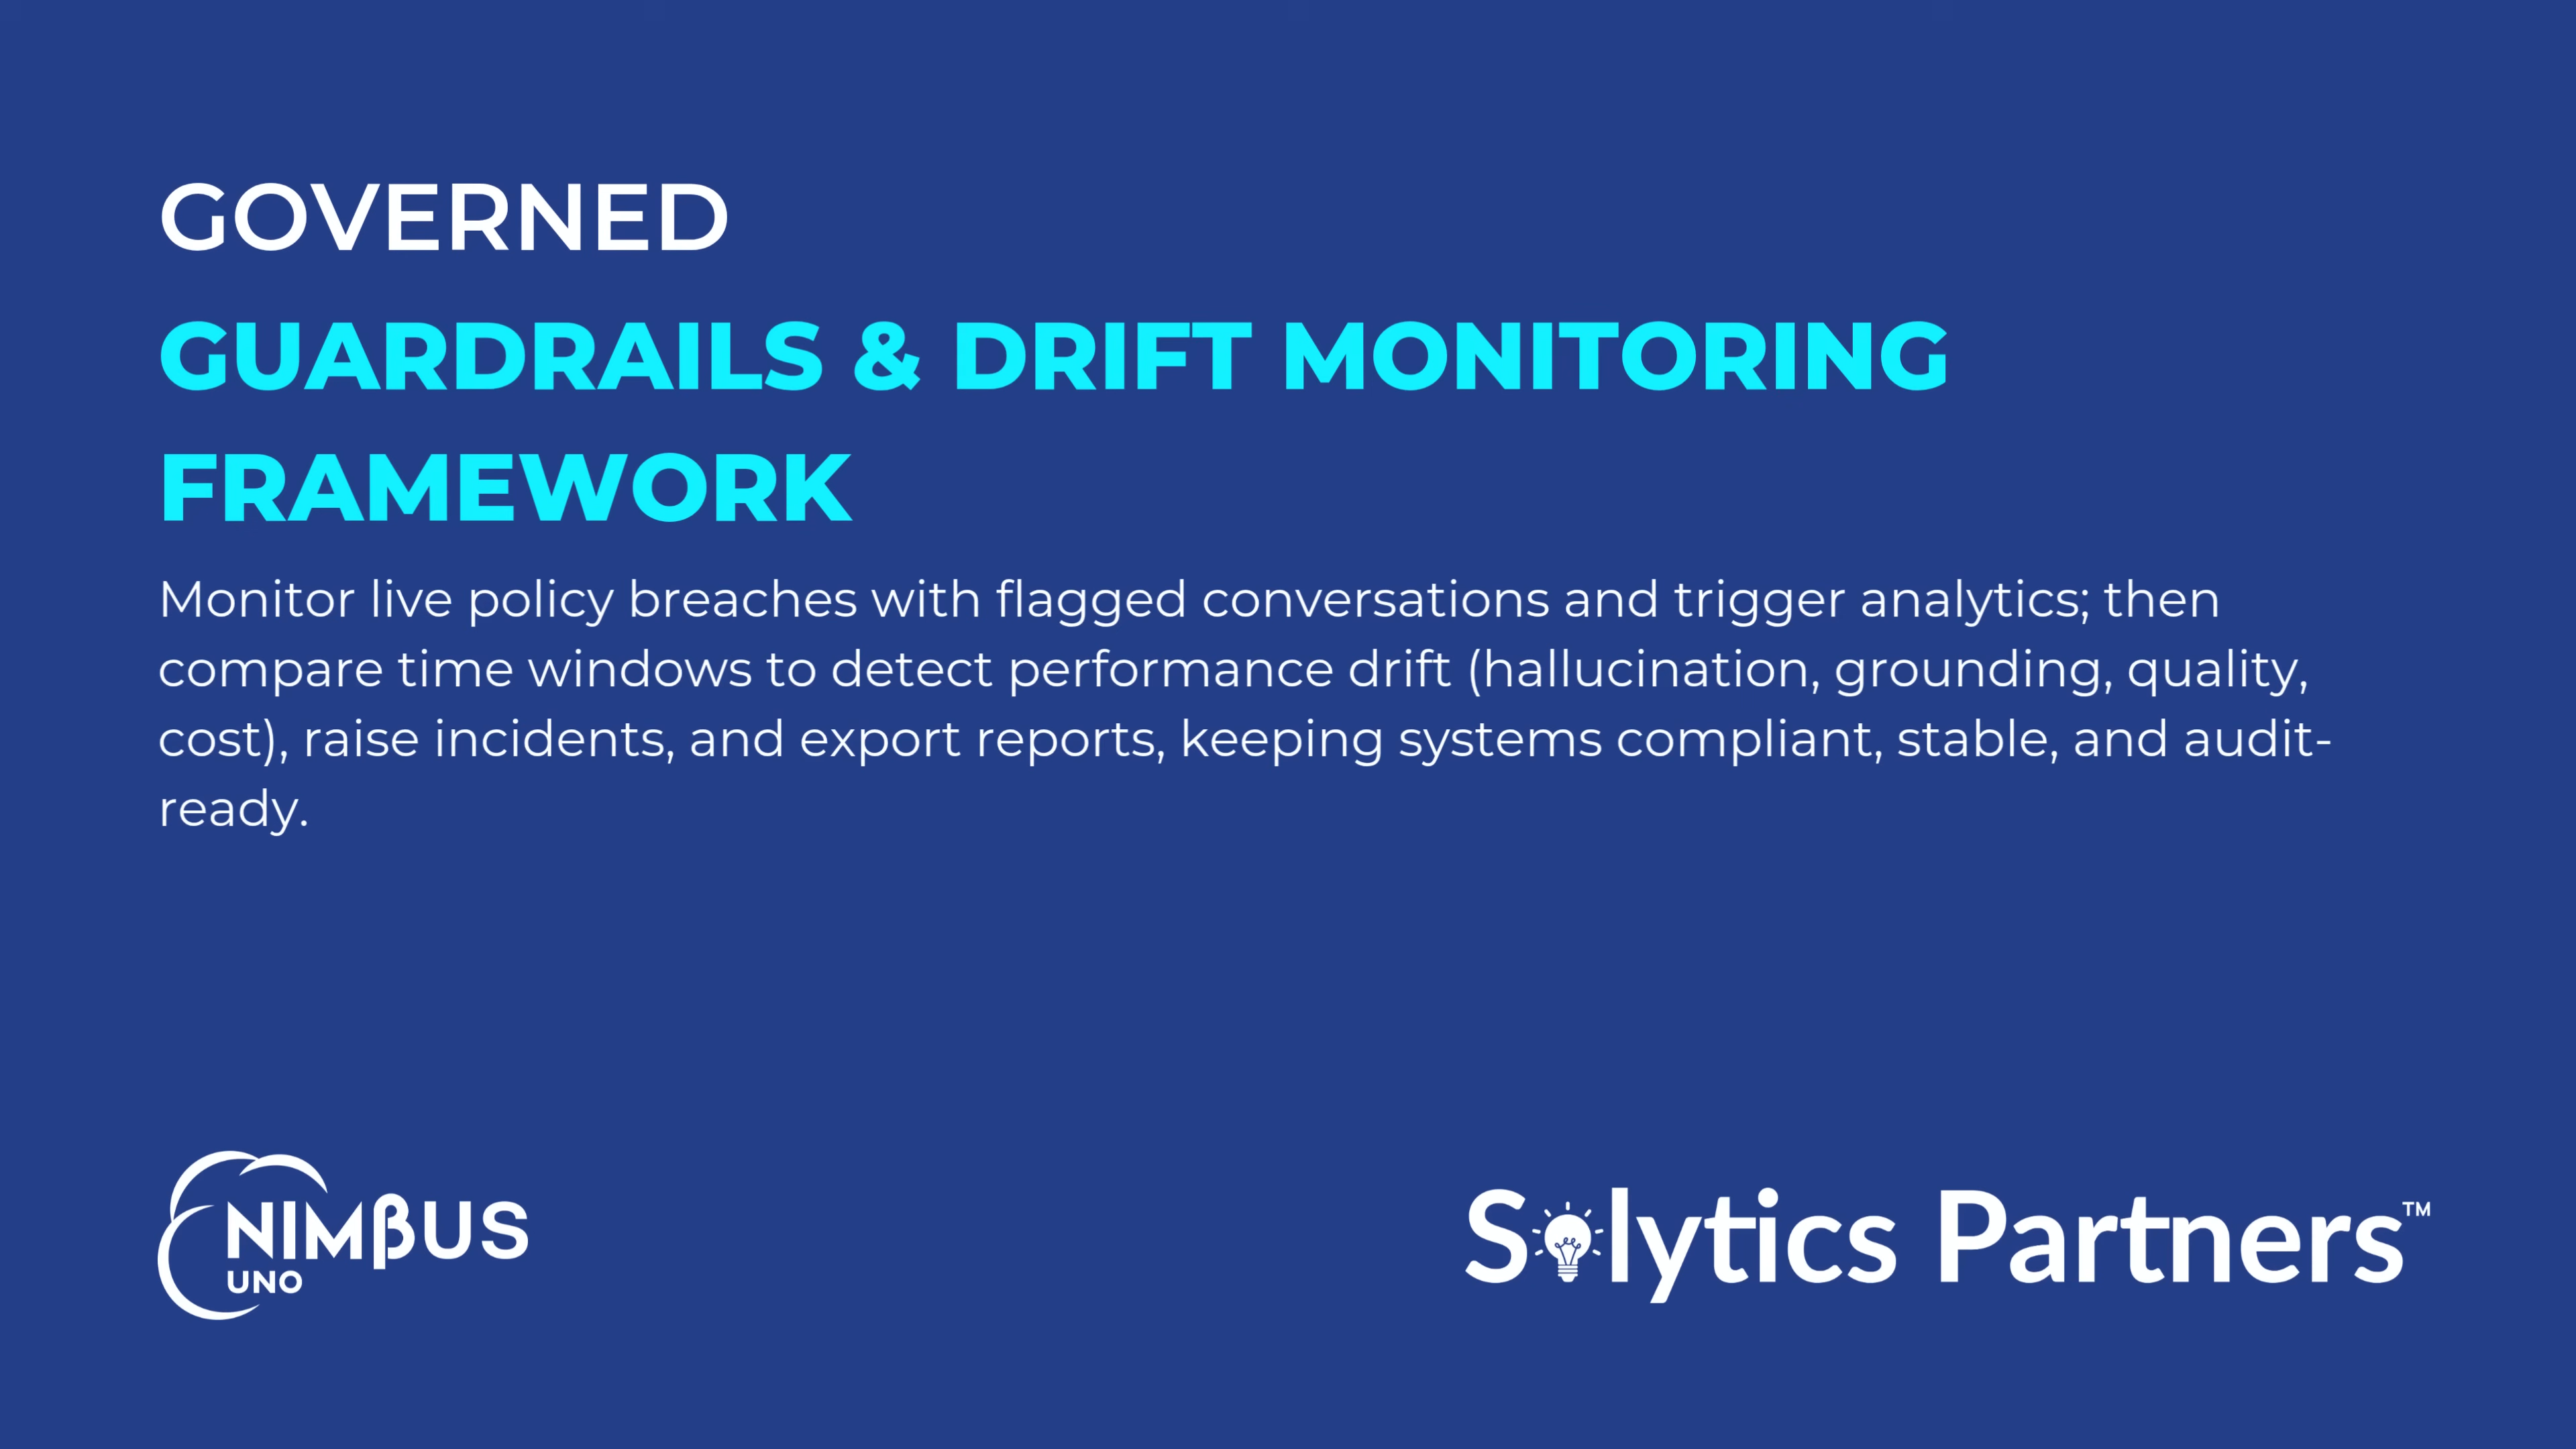 GOVERNED
GUARDRAILS & DRIFT MONITORING
FRAMEWORK
Monitor live policy breaches with flagged conversations and trigger analytics; then
compare time windows to detect performance drift (hallucination, grounding, quality,
cost), raise incidents, and export reports, keeping systems compliant, stable, and audit-
ready.
NIMβUS
UNO
Solytics Partners™